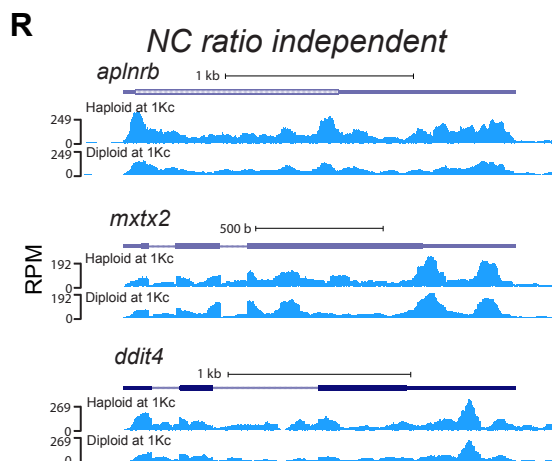 R
NC ratio independent
aplnrb
1 kb
Haploid at 1Kc
249
0
Diploid at 1Kc
249
0
mxtx2
500 b
RPM
Haploid at 1Kc
192
0
Diploid at 1Kc
192
0
ddit4
1 kb
Haploid at 1Kc
269
0
Diploid at 1Kc
269
0